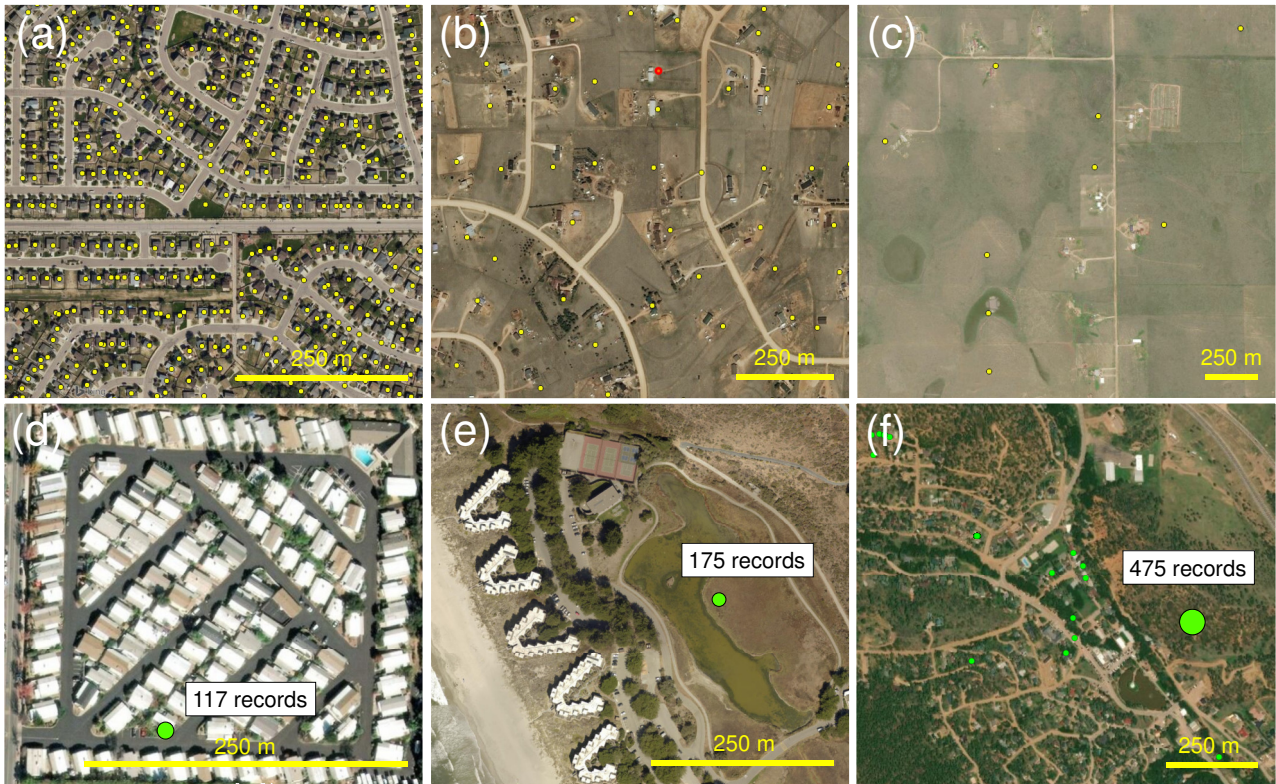 (a)
(b)
(c)
250 m
250 m
250 m
(d)
(e)
(f)
117 records
175 records
475 records
250 m
250 m
250 m